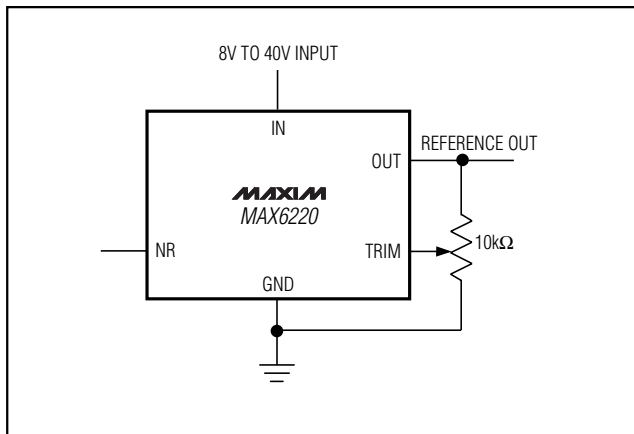 8V TO 40V INPUT
IN
OUT
REFERENCE OUT
MAXIM
MAX6220
NR
TRIM
10kΩ
GND